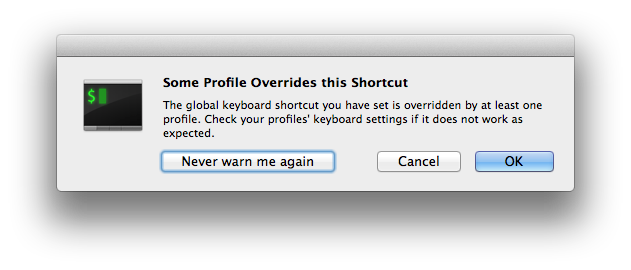 $
Some Profile Overrides this Shortcut
The global keyboard shortcut you have set is overridden by at least one
profile. Check your profiles' keyboard settings if it does not work as
expected.
Never warn me again
Cancel
OK